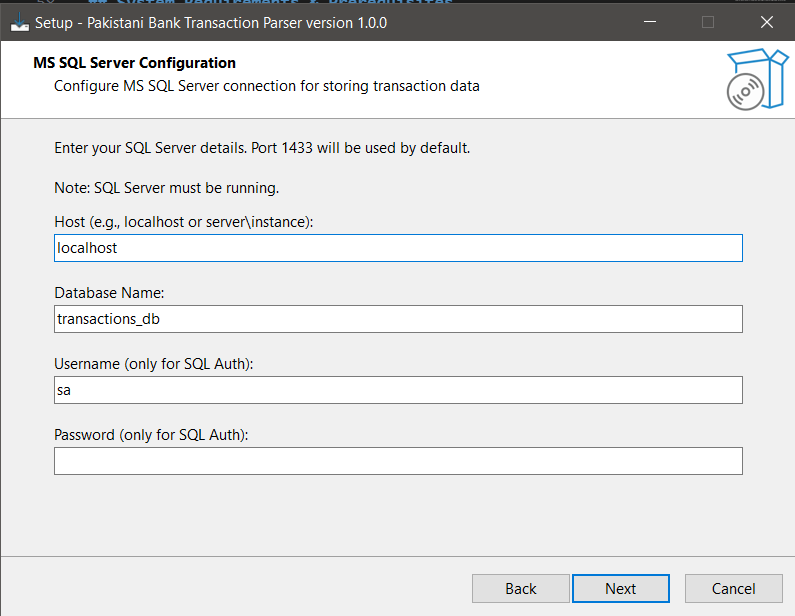 ## System Requirements & Prerequisites
Setup - Pakistani Bank Transaction Parser version 1.0.0
MS SQL Server Configuration
Configure MS SQL Server connection for storing transaction data
Enter your SQL Server details. Port 1433 will be used by default.
Note: SQL Server must be running.
Host (e.g., localhost or server\instance):
localhost
Database Name:
transactions_db
Username (only for SQL Auth):
sa
Password (only for SQL Auth):
Back
Next
Cancel